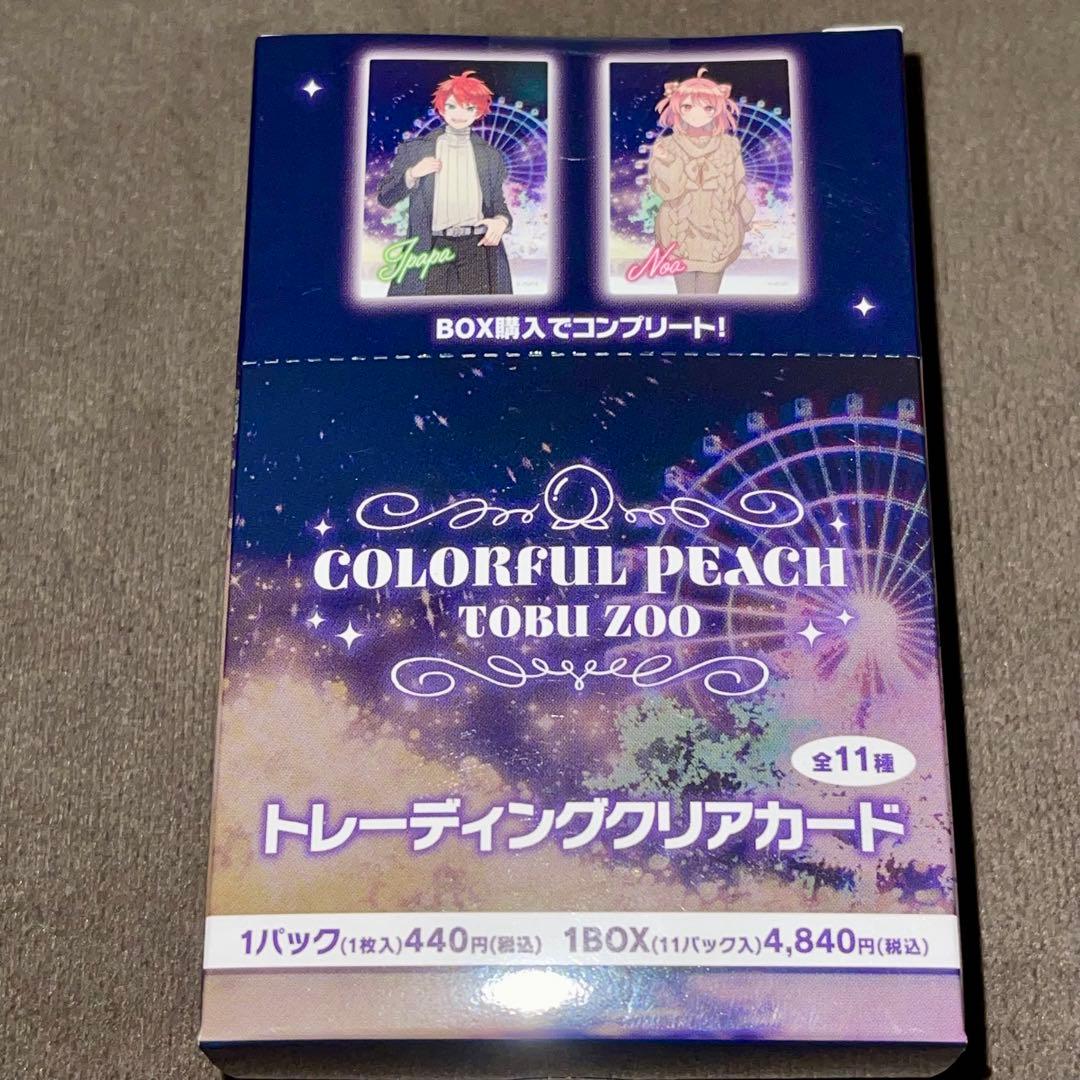 Jpapa
Noa
BOX購入でコンプリート!
COLORFUL PEACH
TOBU ZOO
全11種
トレーディングクリアカード
1パック(1枚入)440円(税込) 1BOX(11パック入)4,840円(税込)